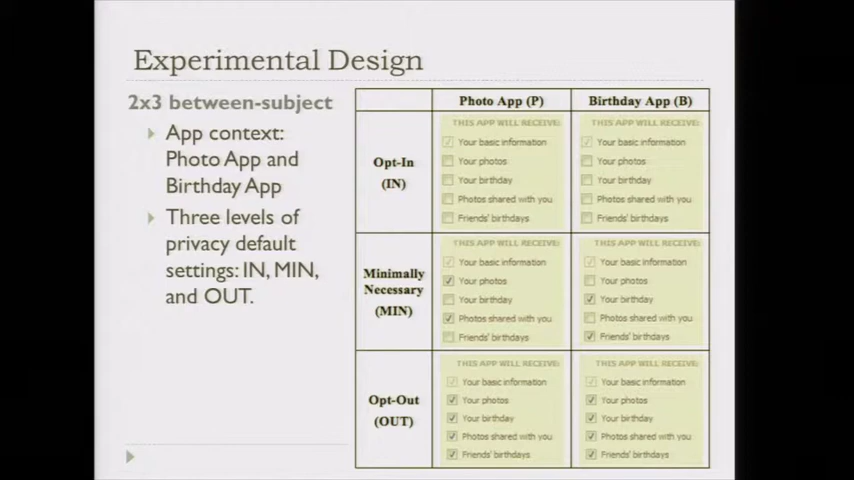 Experimental Design
2x3 between-subject
App context:
Photo App and
Birthday App
Three levels of
privacy default
settings: IN, MIN,
and OUT.
Photo App (P)
Birthday App (B)
Opt-In
(IN)
THIS APP WILL RECEIVE:
Your basic information
Your photos
Your birthday
Photos shared with you
Friends' birthdays
THIS APP WILL RECEIVE:
Your basic information
Your photos
Your birthday
Photos shared with you
Friends' birthdays
Minimally
Necessary
(MIN)
THIS APP WILL RECEIVE:
Your basic information
Your photos
Your birthday
Photos shared with you
Friends' birthdays
THIS APP WILL RECEIVE:
Your basic information
Your photos
Your birthday
Photos shared with you
Friends' birthdays
Opt-Out
(OUT)
THIS APP WILL RECEIVE:
Your basic information
Your photos
Your birthday
Photos shared with you
Friends' birthdays
THIS APP WILL RECEIVE:
Your basic information
Your photos
Your birthday
Photos shared with you
Friends' birthdays